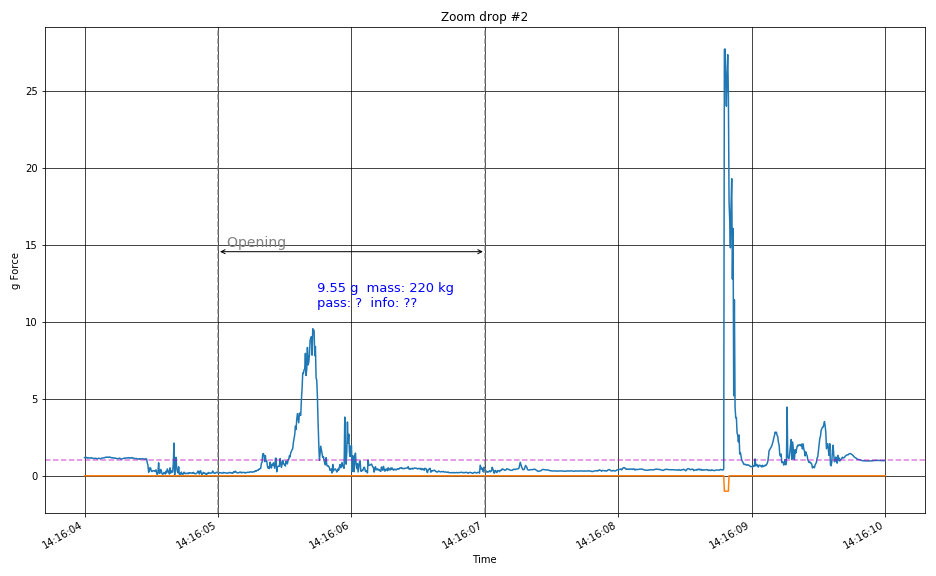 Zoom drop #2
g Force
25
20
15
10
5
0
Opening
9.55 g  mass: 220 kg
pass: ?  info: ??
14:16:04
14:16:05
14:16:06
14:16:07
14:16:08
14:16:09
14:16:10
Time